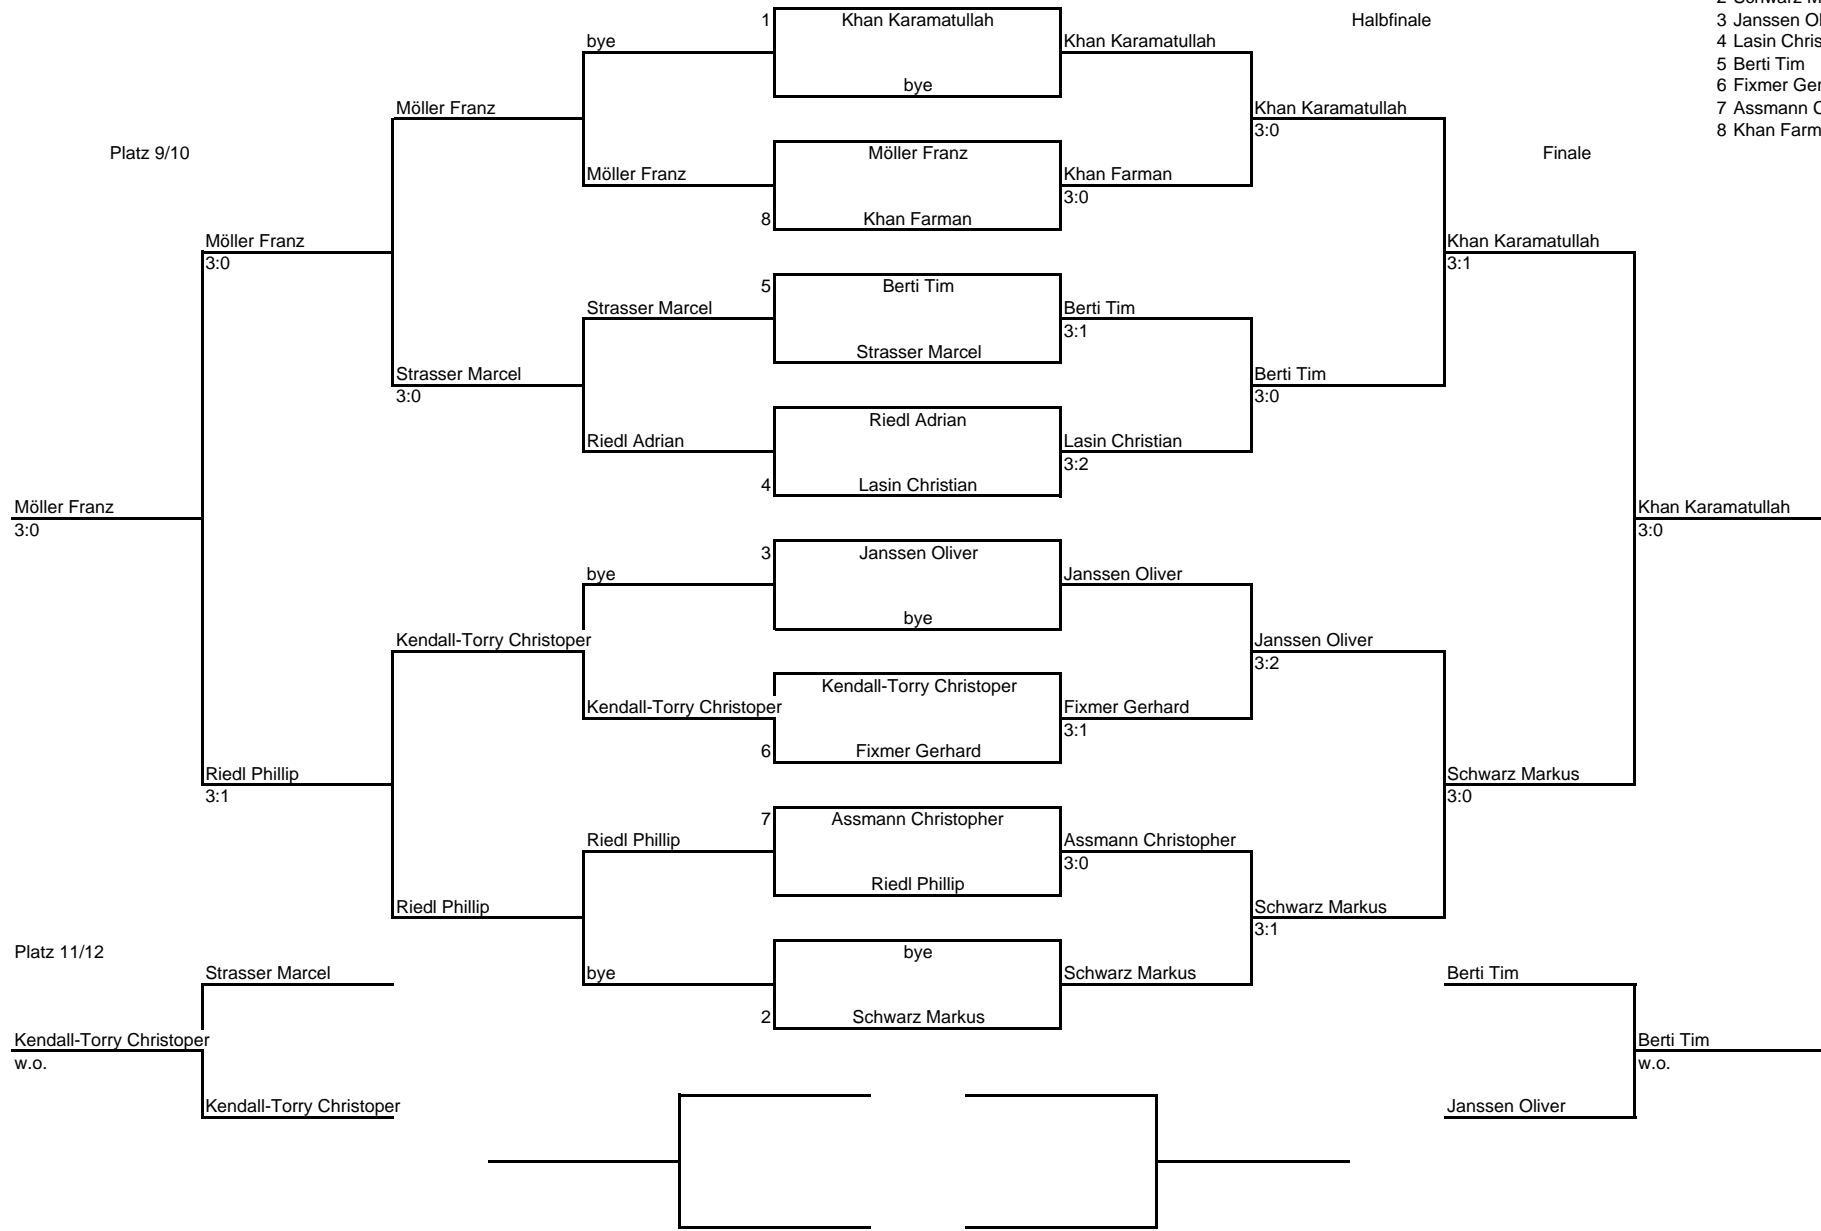 2 Schwarz M
1 Khan Karamatullah
Halbfinale
3 Janssen Ol
bye
Khan Karamatullah
4 Lasin Chris
5 Berti Tim
bye
6 Fixmer Ger
Möller Franz
Khan Karamatullah
7 Assmann C
3:0
8 Khan Farm
Platz 9/10
Möller Franz
Finale
Möller Franz
Khan Farman
3:0
8 Khan Farman
Möller Franz
Khan Karamatullah
3:0
3:1
5 Berti Tim
Strasser Marcel
Berti Tim
3:1
Strasser Marcel
Strasser Marcel
Berti Tim
3:0
3:0
Riedl Adrian
Riedl Adrian
Lasin Christian
3:2
4 Lasin Christian
Möller Franz
Khan Karamatullah
3:0
3:0
3 Janssen Oliver
bye
Janssen Oliver
bye
Kendall-Torry Christoper
Janssen Oliver
3:2
Kendall-Torry Christoper
Kendall-Torry Christoper
Fixmer Gerhard
3:1
6 Fixmer Gerhard
Riedl Phillip
Schwarz Markus
3:1
3:0
7 Assmann Christopher
Riedl Phillip
Assmann Christopher
3:0
Riedl Phillip
Riedl Phillip
Schwarz Markus
3:1
Platz 11/12
bye
Strasser Marcel
bye
Schwarz Markus
Berti Tim
2 Schwarz Markus
Kendall-Torry Christoper
Berti Tim
w.o.
w.o.
Kendall-Torry Christoper
Janssen Oliver